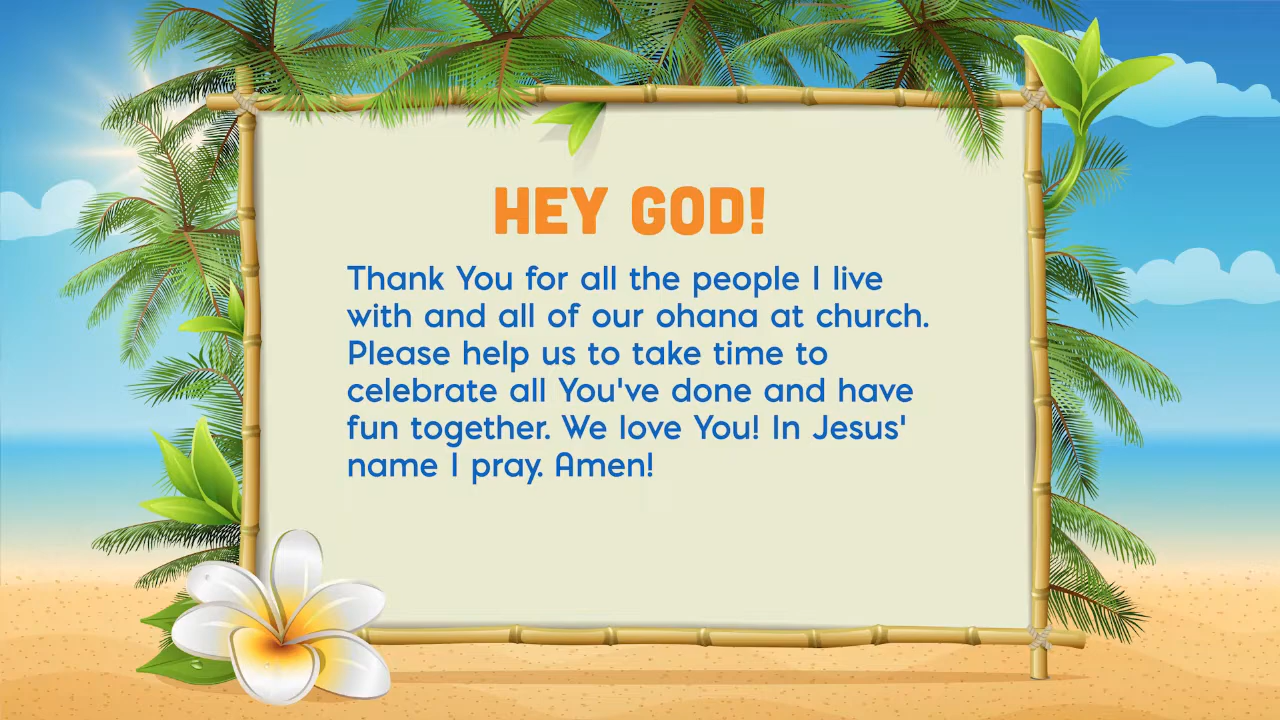 HEY GOD!
Thank You for all the people I live
with and all of our ohana at church.
Please help us to take time to
celebrate all You've done and have
fun together. We love You! In Jesus'
name I pray. Amen!